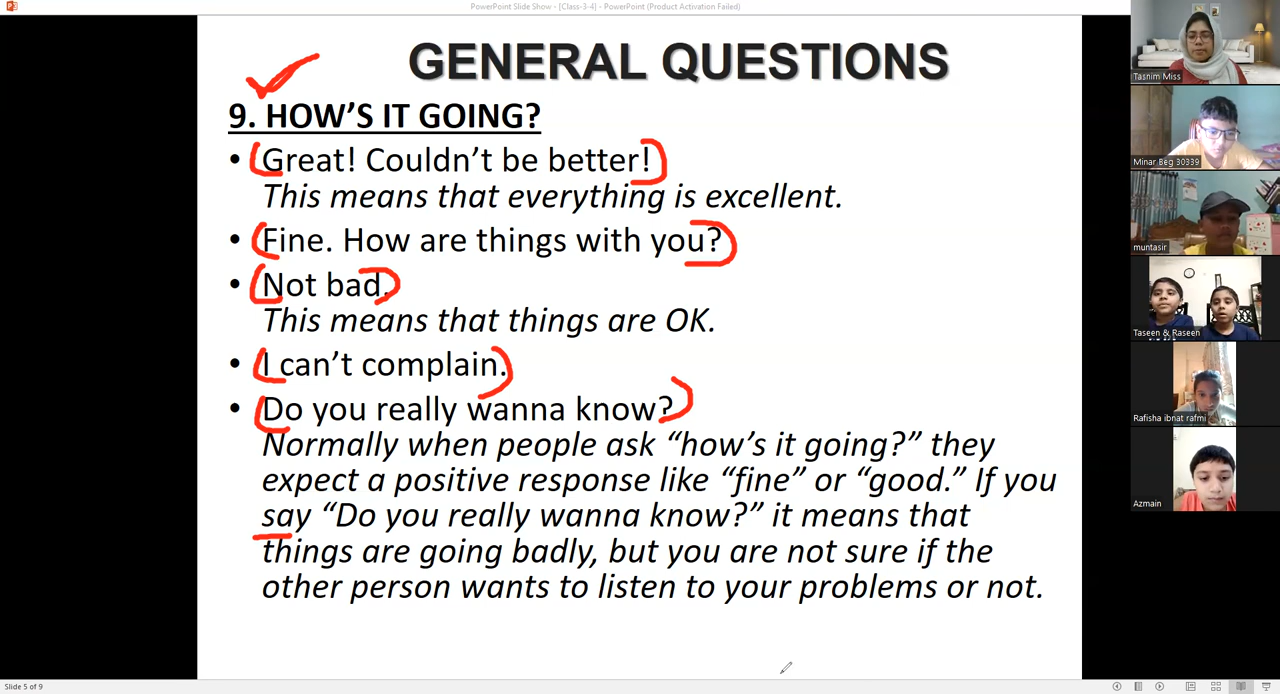 PowerPoint Slide Show - [Class-3-4] - PowerPoint (Product Activation Failed)
GENERAL QUESTIONS
9. HOW’S IT GOING?
• Great! Couldn’t be better!
This means that everything is excellent.
• Fine. How are things with you?
• Not bad.
This means that things are OK.
• I can’t complain.
• Do you really wanna know?
Normally when people ask “how’s it going?” they
expect a positive response like “fine” or “good.” If you
say “Do you really wanna know?” it means that
things are going badly, but you are not sure if the
other person wants to listen to your problems or not.
Tasnim Miss
Minar Beg 30339
muntasir
Taseen & Raseen
Rafisha ibnat rafmi
Azmain
Slide 5 of 9